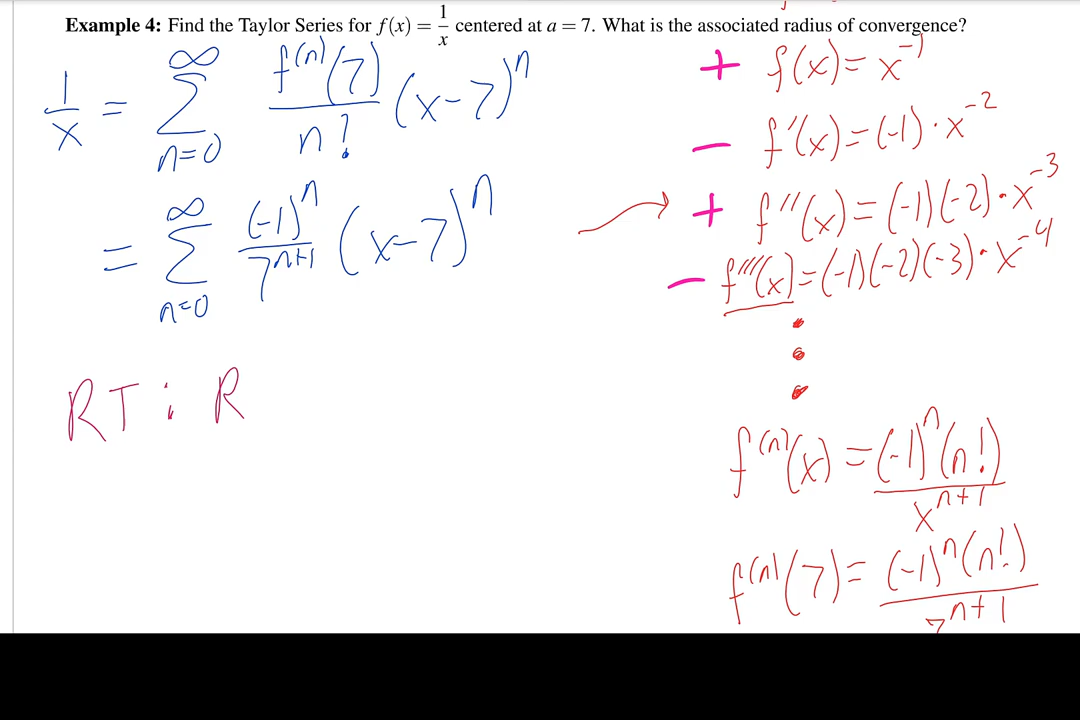 Example 4: Find the Taylor Series for f(x) = 1/x centered at a = 7. What is the associated radius of convergence?
1/x = ∑_{n=0}^{∞} f^{(n)}(7)/n! (x-7)^n
= ∑_{n=0}^{∞} (-1)^n/7^{n+1} (x-7)^n
RT: R
+ f(x) = x^{-1}
- f'(x) = (-1)·x^{-2}
+ f''(x) = (-1)(-2)·x^{-3}
- f'''(x) = (-1)(-2)(-3)·x^{-4}
f^{(n)}(x) = (-1)^n(n!)/x^{n+1}
f^{(n)}(7) = (-1)^n(n!)/7^{n+1}